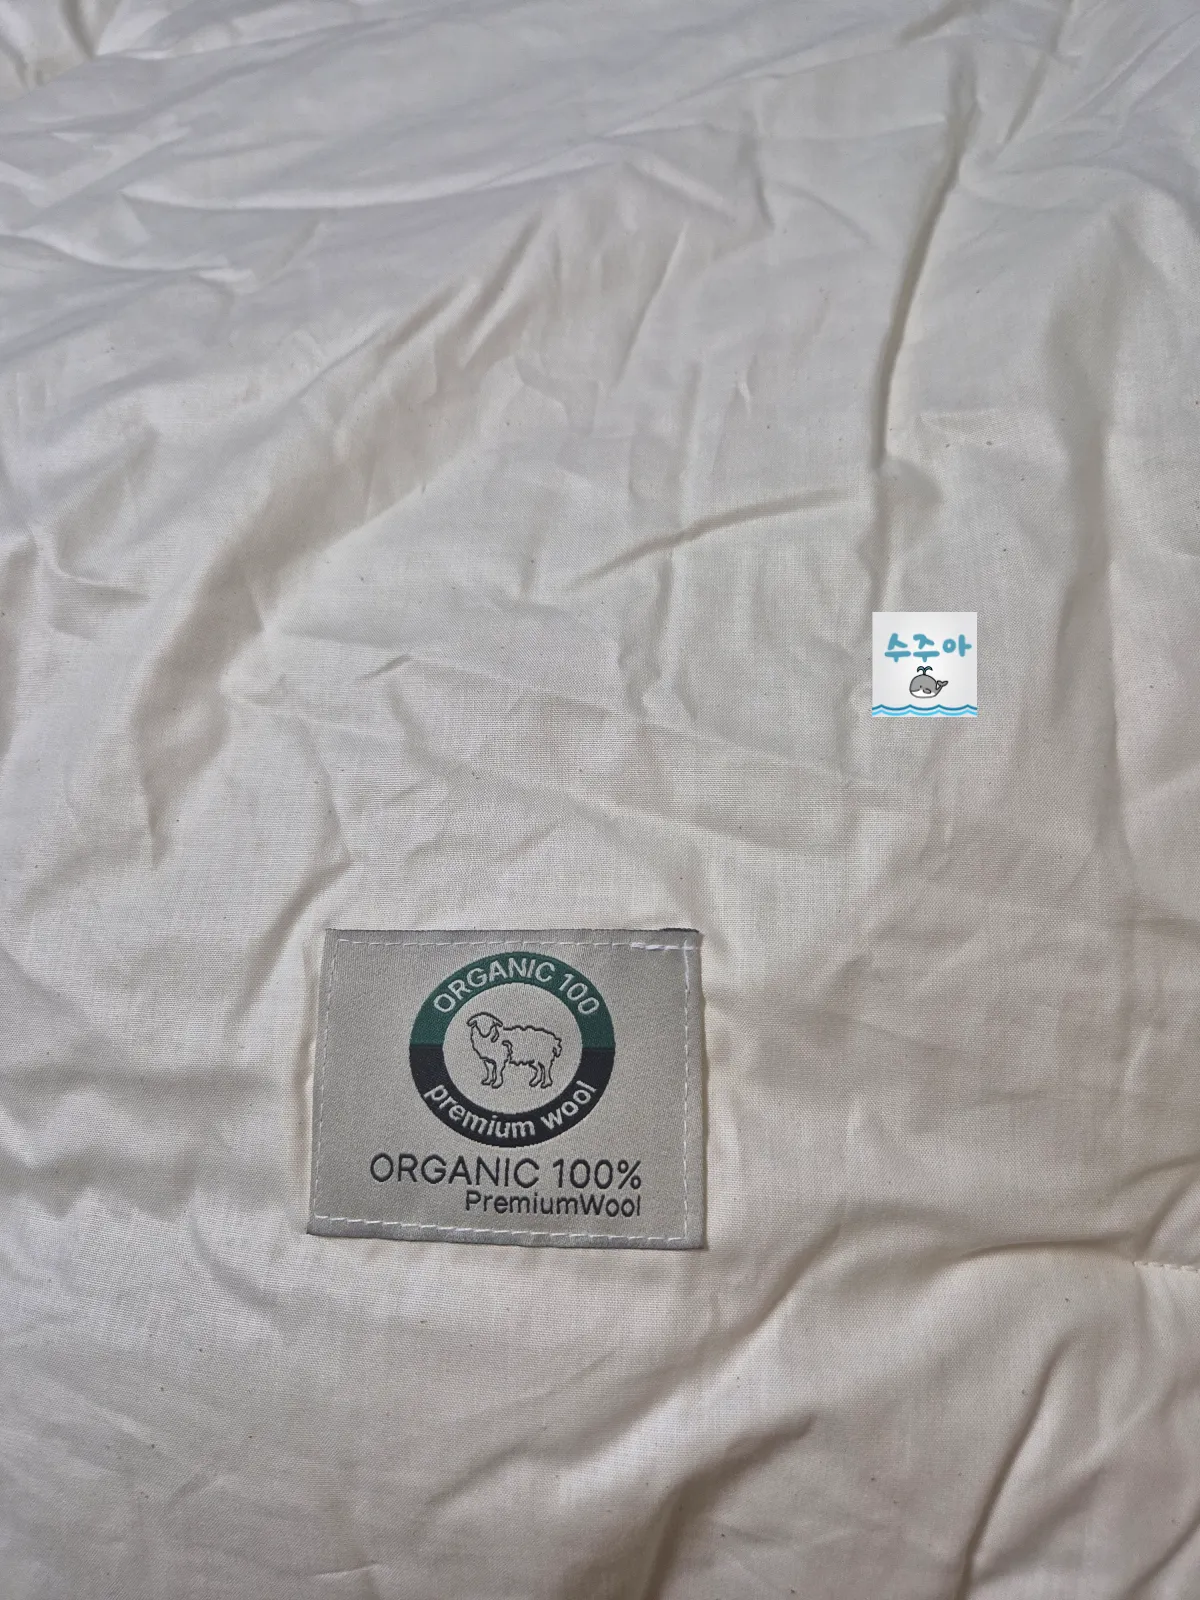 수주아
ORGANIC 100
premium wool
ORGANIC 100%
PremiumWool